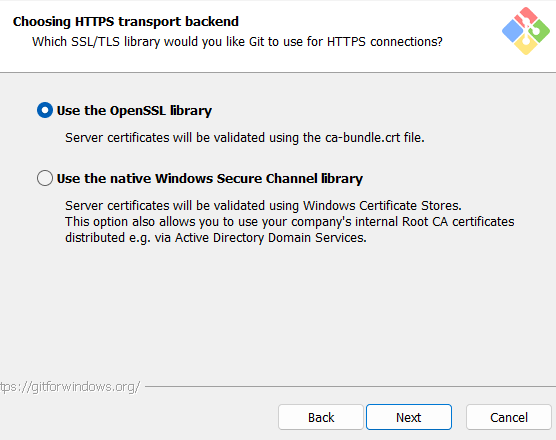 Choosing HTTPS transport backend
Which SSL/TLS library would you like Git to use for HTTPS connections?
Use the OpenSSL library
Server certificates will be validated using the ca-bundle.crt file.
Use the native Windows Secure Channel library
Server certificates will be validated using Windows Certificate Stores.
This option also allows you to use your company's internal Root CA certificates
distributed e.g. via Active Directory Domain Services.
tps://gitforwindows.org/
Back
Next
Cancel